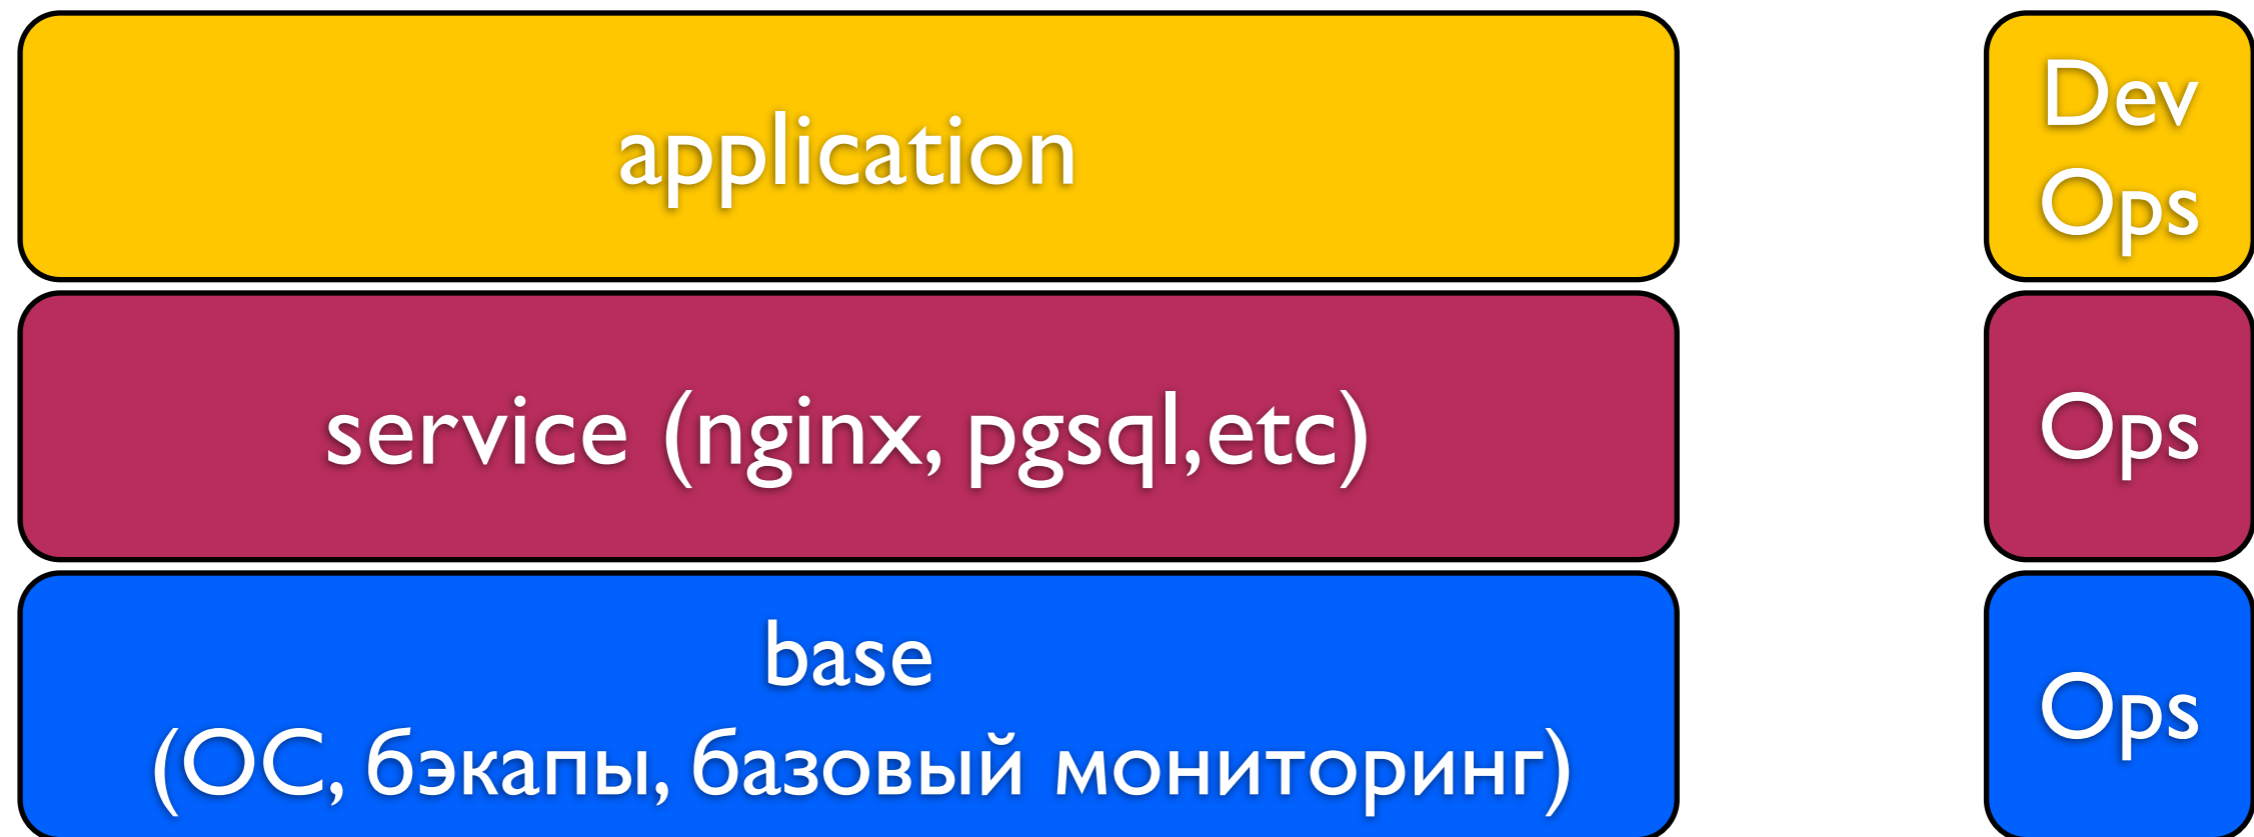 application
Dev
Ops
service (nginx, pgsql,etc)
Ops
base
(ОС, бэкапы, базовый мониторинг)
Ops